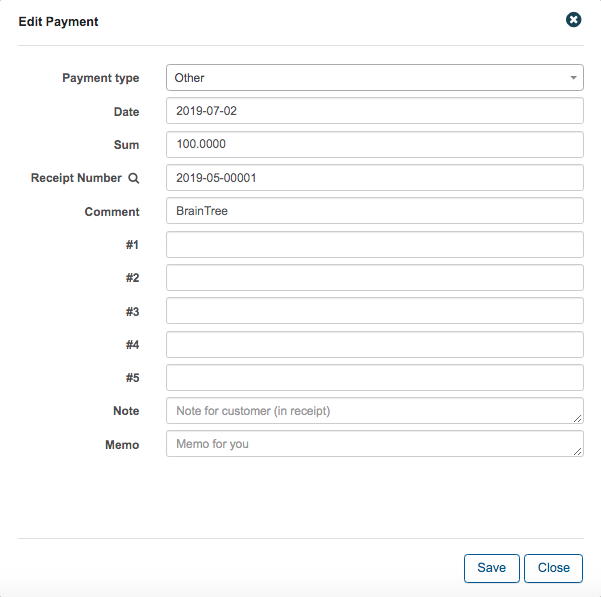 Edit Payment
Payment type Other
Date 2019-07-02
Sum 100.0000
Receipt Number 2019-05-00001
Comment BrainTree
#1
#2
#3
#4
#5
Note Note for customer (in receipt)
Memo Memo for you
Save Close